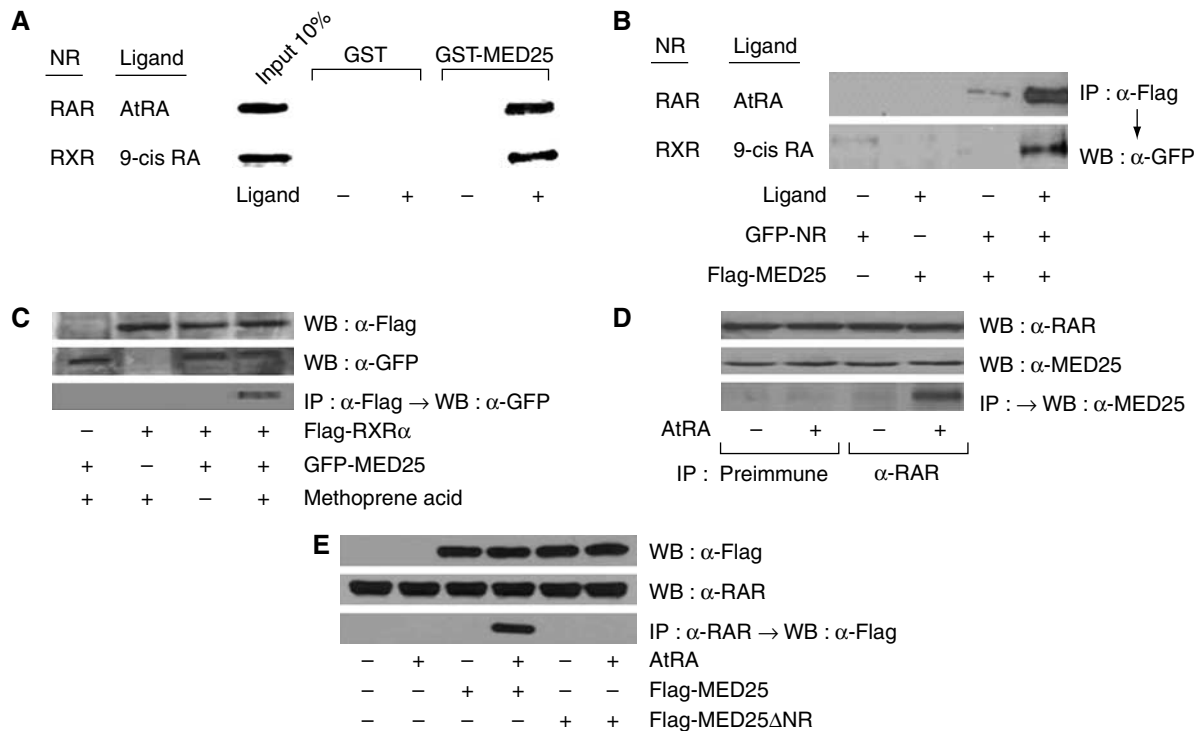 A
NR Ligand Input 10% GST GST-MED25
RAR AtRA
RXR 9-cis RA
Ligand – + – +
B
NR Ligand
RAR AtRA IP : α-Flag
RXR 9-cis RA WB : α-GFP
Ligand – + – +
GFP-NR + – + +
Flag-MED25 – + + +
C
WB : α-Flag
WB : α-GFP
IP : α-Flag → WB : α-GFP
– + + + Flag-RXRα
+ – + + GFP-MED25
+ + – + Methoprene acid
D
WB : α-RAR
WB : α-MED25
IP : → WB : α-MED25
AtRA – + – +
IP : Preimmune α-RAR
E
WB : α-Flag
WB : α-RAR
IP : α-RAR → WB : α-Flag
– + – + – + AtRA
– – + + – – Flag-MED25
– – – – + + Flag-MED25ΔNR